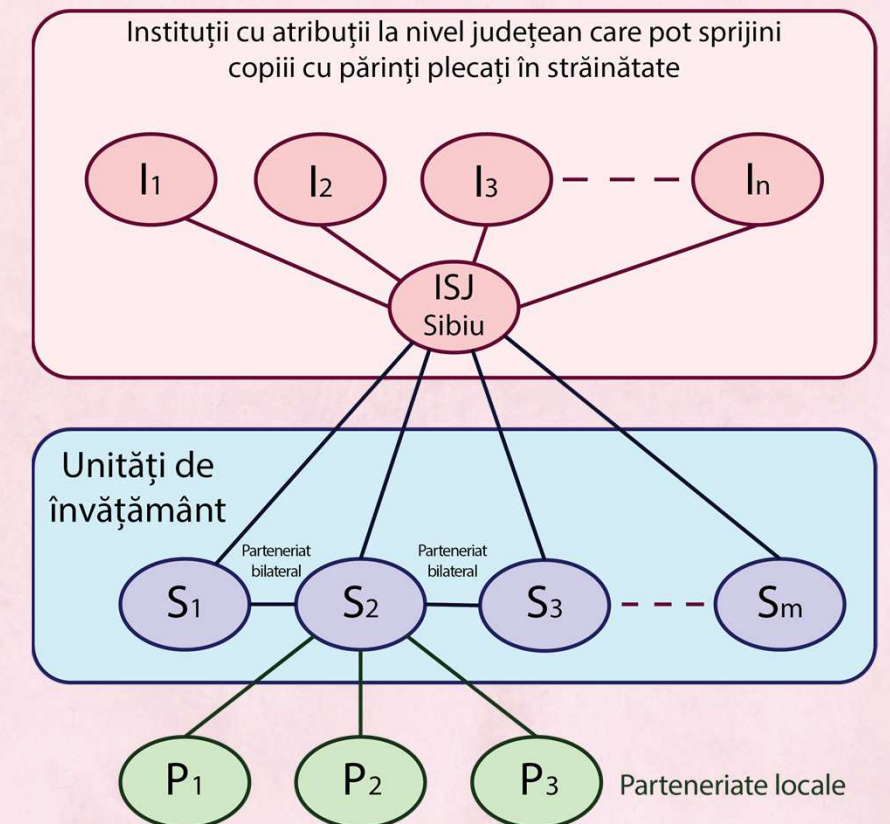 Instituții cu atribuții la nivel județean care pot sprijini
copiii cu părinți plecați în străinătate
I1
I2
I3
In
ISJ
Sibiu
Unități de
învățământ
Parteneriat
bilateral
Parteneriat
bilateral
S1
S2
S3
Sm
P1
P2
P3
Parteneriate locale